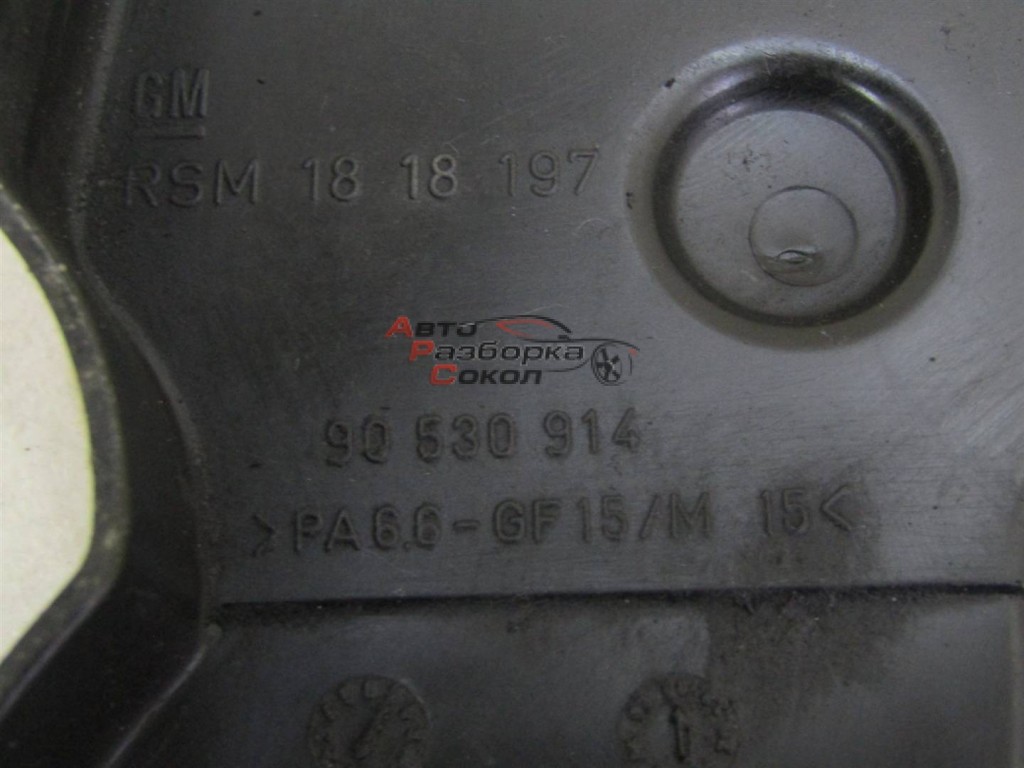 GM
RSM 18 18 197
Авто
Разборка
Сокол
90 530 914
>PA6.6-GF15/M 15<